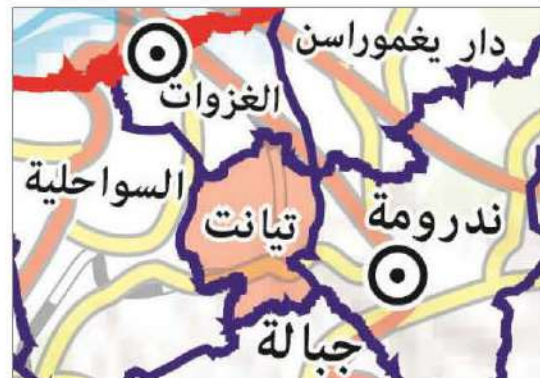 دار يغموراسن
الغزوات
السواحلية
تيانت
ندرومة
جبالة